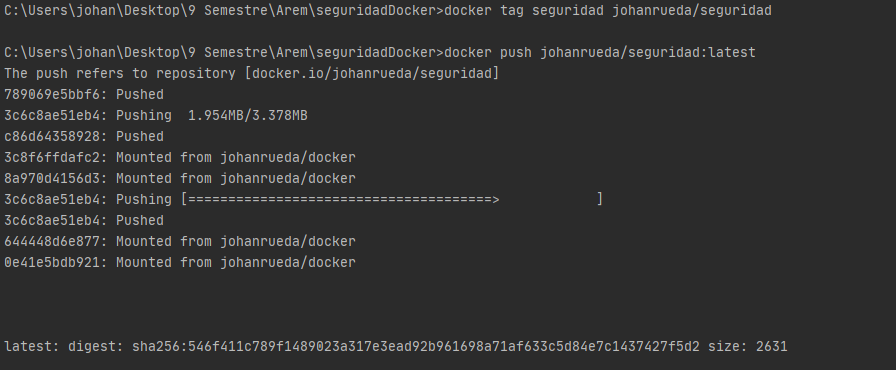 C:\Users\johan\Desktop\9 Semestre\Arem\seguridadDocker>docker tag seguridad johanrueda/seguridad
C:\Users\johan\Desktop\9 Semestre\Arem\seguridadDocker>docker push johanrueda/seguridad:latest
The push refers to repository [docker.io/johanrueda/seguridad]
789069e5bbf6: Pushed
3c6c8ae51eb4: Pushing  1.954MB/3.378MB
c86d64358928: Pushed
3c8f6ffdafc2: Mounted from johanrueda/docker
8a970d4156d3: Mounted from johanrueda/docker
3c6c8ae51eb4: Pushing [======================================>            ]
3c6c8ae51eb4: Pushed
644448d6e877: Mounted from johanrueda/docker
0e41e5bdb921: Mounted from johanrueda/docker
latest: digest: sha256:546f411c789f1489023a317e3ead92b961698a71af633c5d84e7c1437427f5d2 size: 2631